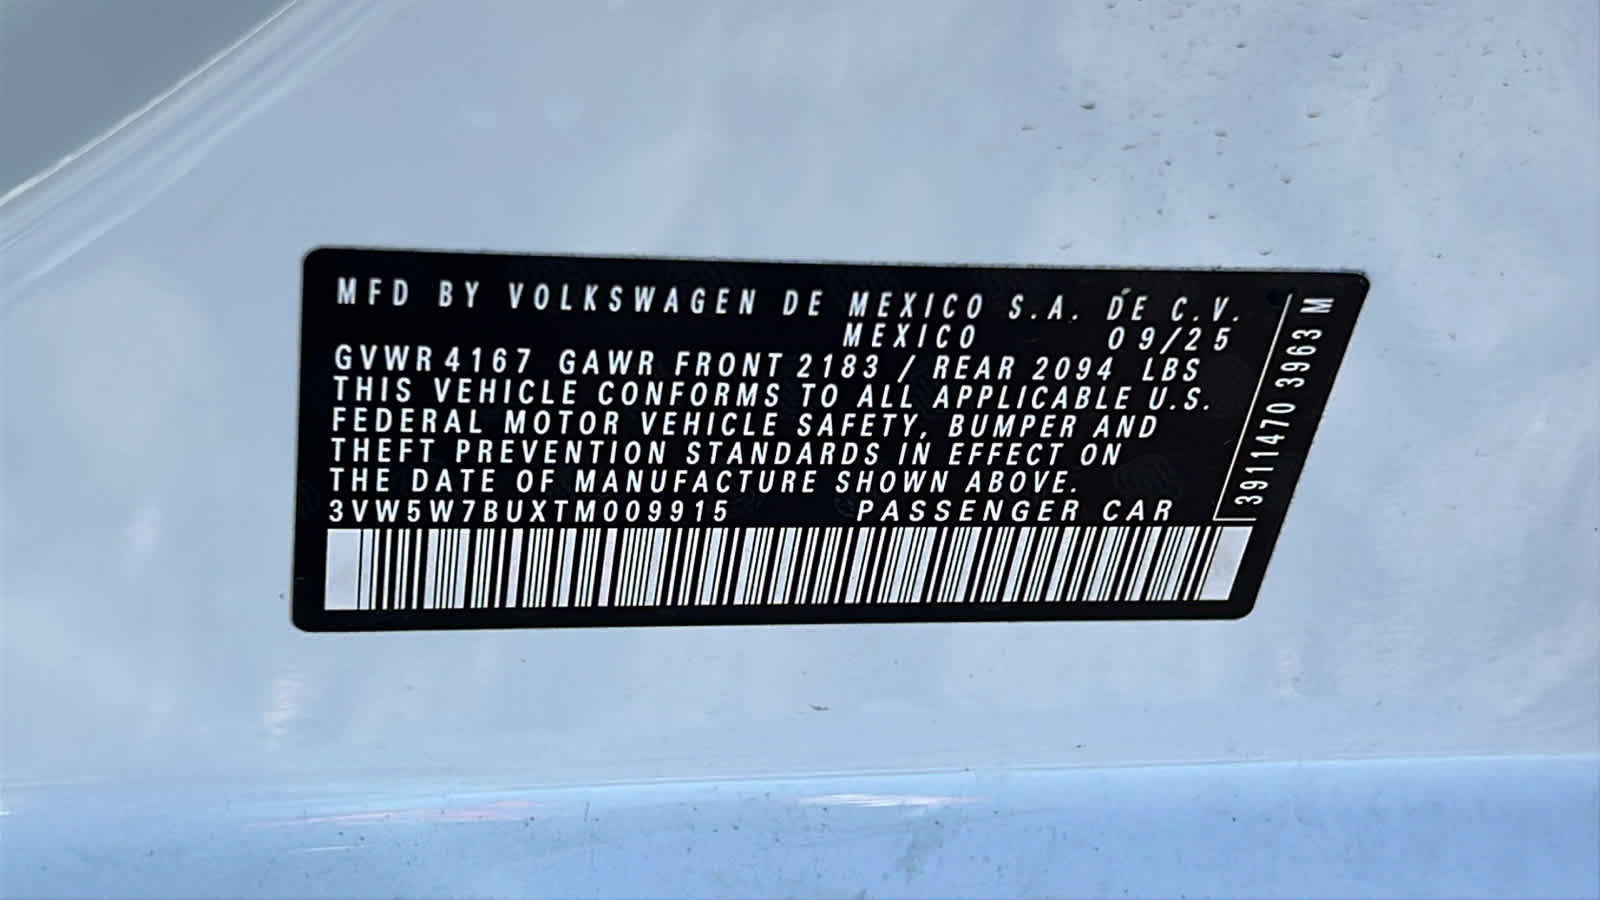 MFD BY VOLKSWAGEN DE MEXICO S.A. DE C.V.
MEXICO 09/25
GVWR 4167 GAWR FRONT 2183 / REAR 2094 LBS
THIS VEHICLE CONFORMS TO ALL APPLICABLE U.S.
FEDERAL MOTOR VEHICLE SAFETY, BUMPER AND
THEFT PREVENTION STANDARDS IN EFFECT ON
THE DATE OF MANUFACTURE SHOWN ABOVE.
3VW5W7BUXTM009915 PASSENGER CAR
3911470 3963 M